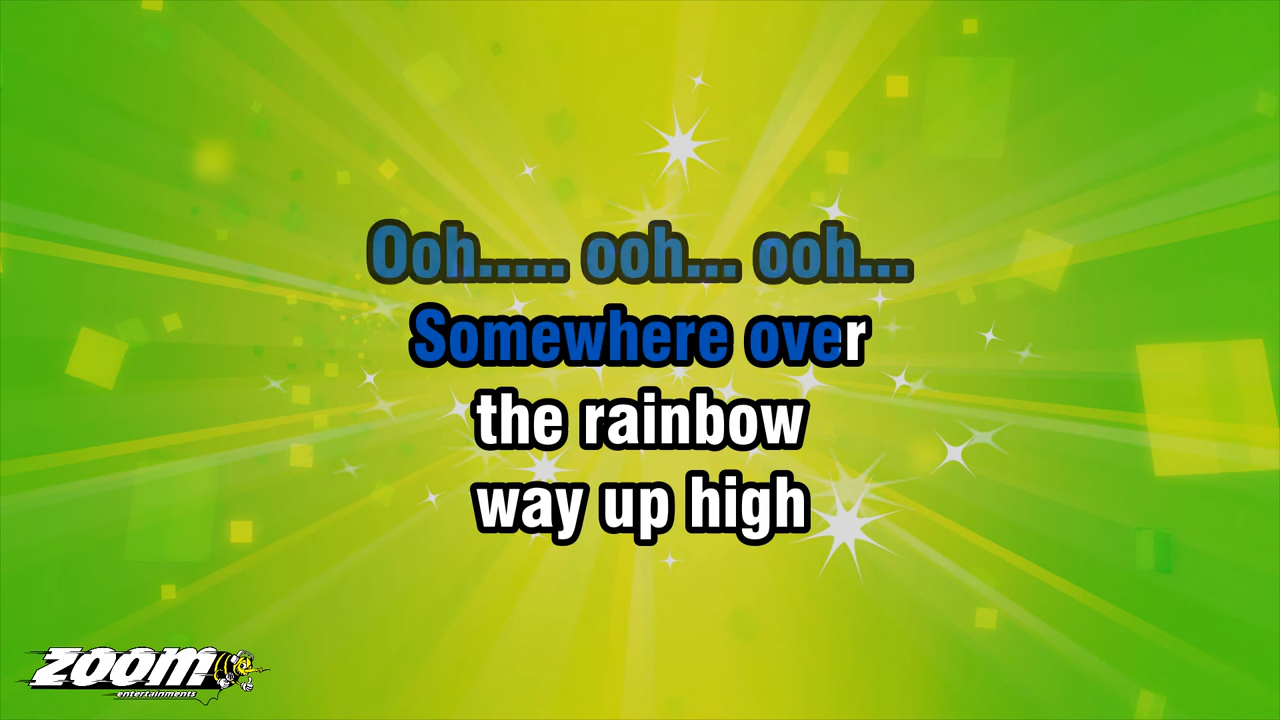 Ooh..... ooh... ooh...
Somewhere over
the rainbow
way up high
ZOOM
entertainments